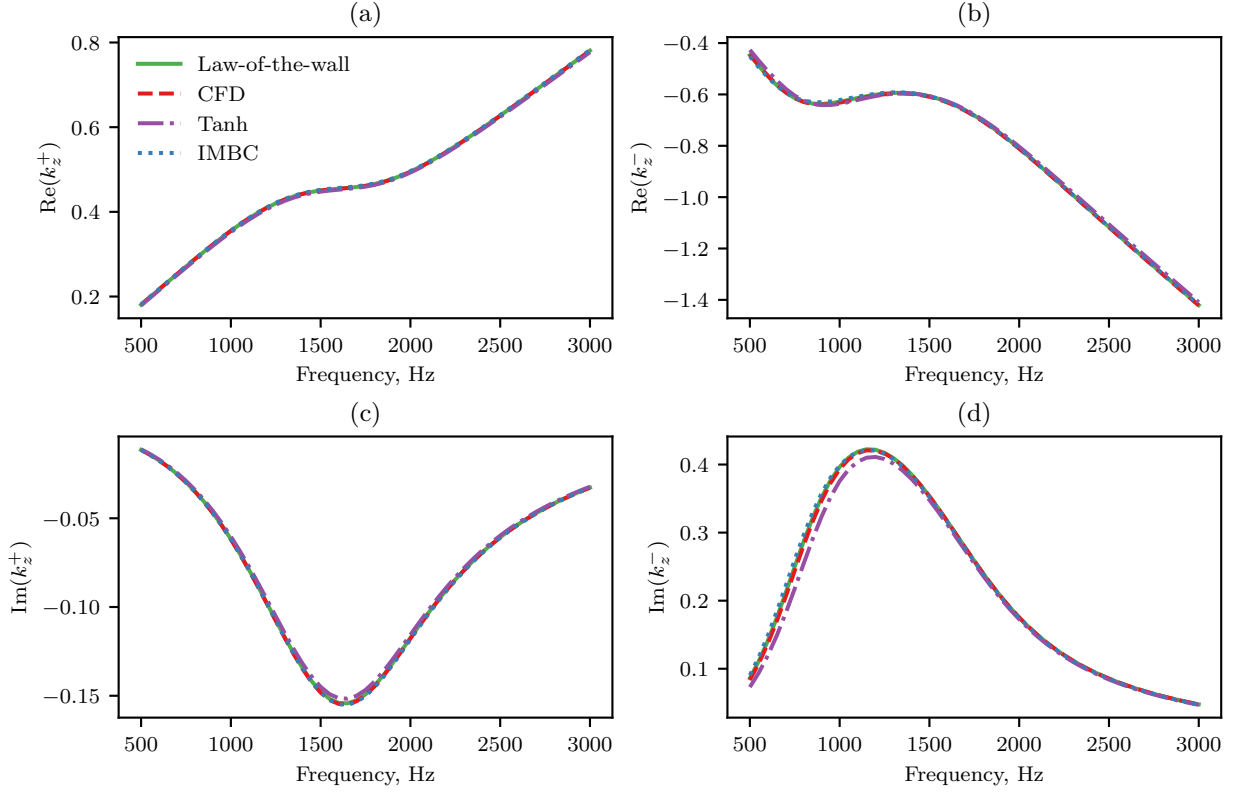 (a)
Re(k_z^+)
0.8
0.6
0.4
0.2
Law-of-the-wall
CFD
Tanh
IMBC
500 1000 1500 2000 2500 3000
Frequency, Hz
(b)
Re(k_z^−)
−0.4
−0.6
−0.8
−1.0
−1.2
−1.4
500 1000 1500 2000 2500 3000
Frequency, Hz
(c)
Im(k_z^+)
−0.05
−0.10
−0.15
500 1000 1500 2000 2500 3000
Frequency, Hz
(d)
Im(k_z^−)
0.4
0.3
0.2
0.1
500 1000 1500 2000 2500 3000
Frequency, Hz